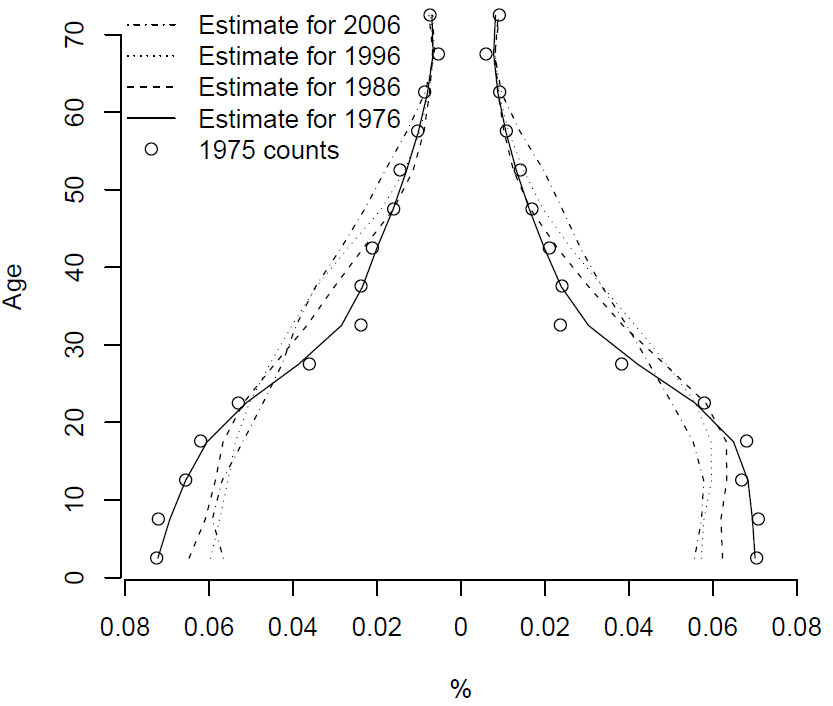 Estimate for 2006
Estimate for 1996
Estimate for 1986
Estimate for 1976
1975 counts
70
60
50
40
30
20
10
0
Age
0.08 0.06 0.04 0.02 0 0.02 0.04 0.06 0.08
%